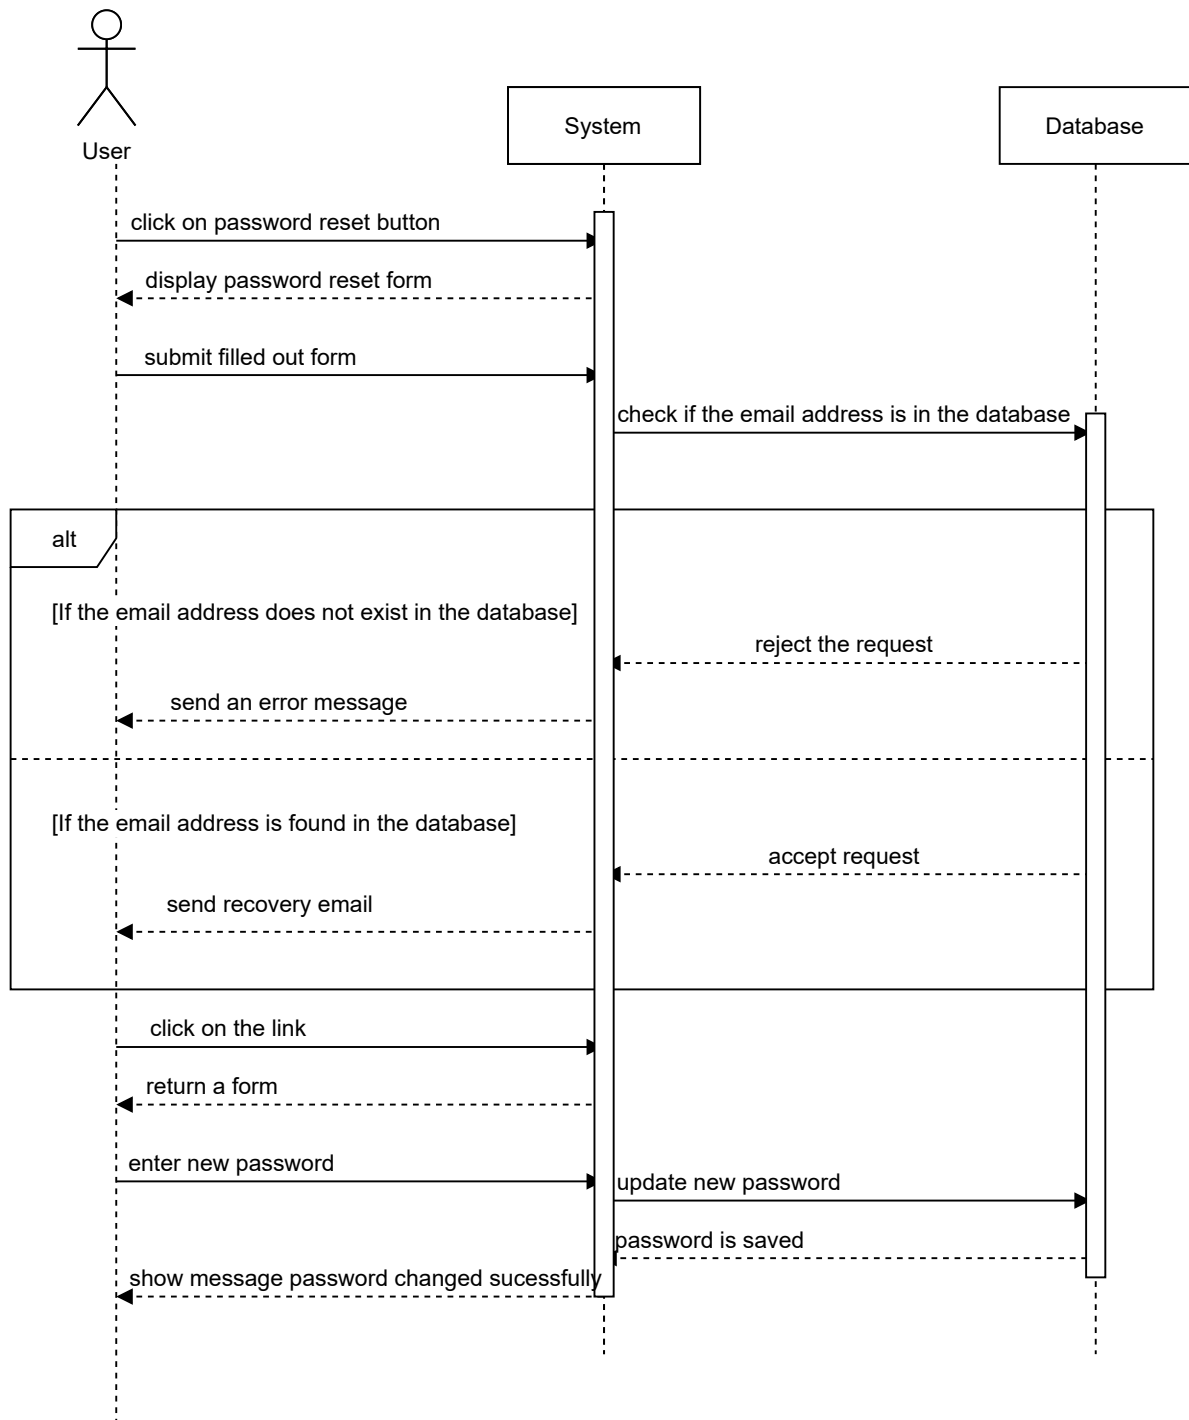 User
System
Database
click on password reset button
display password reset form
submit filled out form
check if the email address is in the database
alt
[If the email address does not exist in the database]
reject the request
send an error message
[If the email address is found in the database]
accept request
send recovery email
click on the link
return a form
enter new password
update new password
password is saved
show message password changed sucessfully